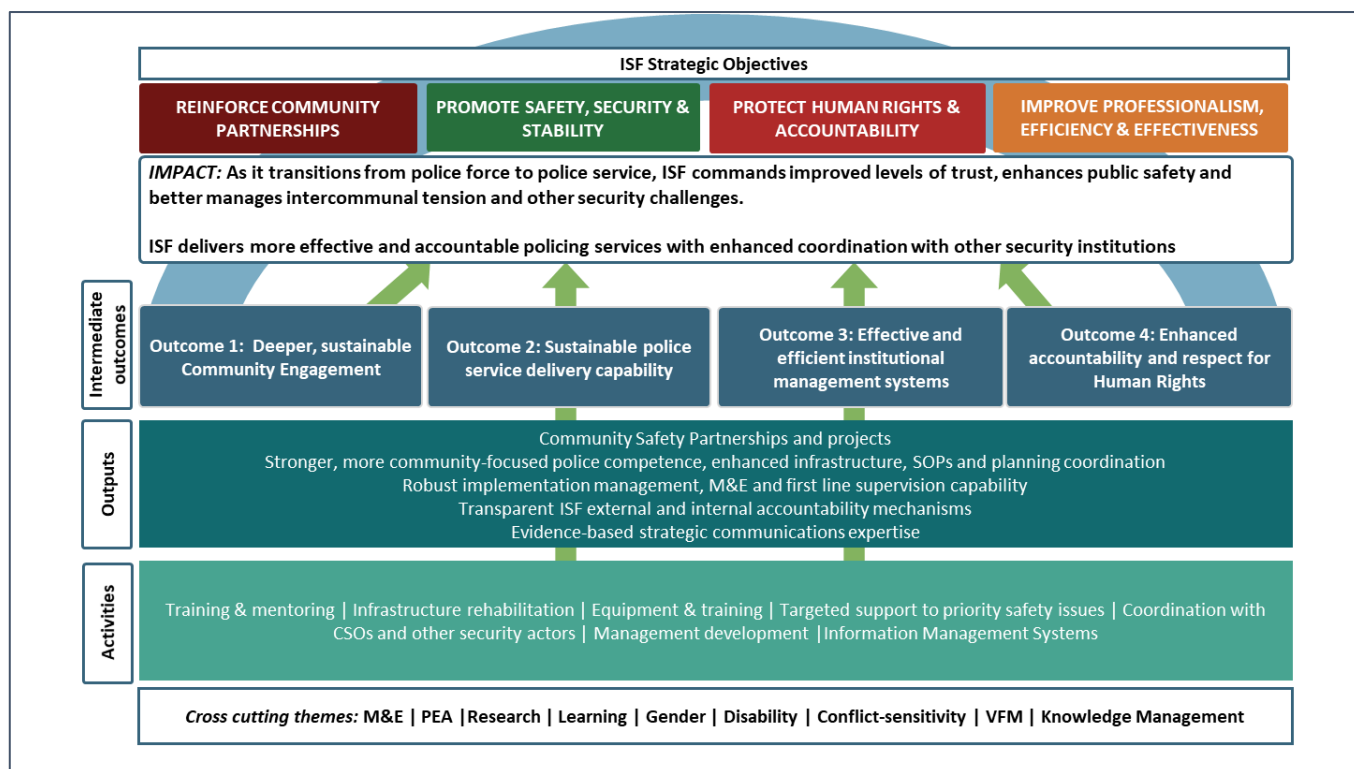 ISF Strategic Objectives
REINFORCE COMMUNITY
PARTNERSHIPS
PROMOTE SAFETY, SECURITY &
STABILITY
PROTECT HUMAN RIGHTS &
ACCOUNTABILITY
IMPROVE PROFESSIONALISM,
EFFICIENCY & EFFECTIVENESS
IMPACT: As it transitions from police force to police service, ISF commands improved levels of trust, enhances public safety and
better manages intercommunal tension and other security challenges.
ISF delivers more effective and accountable policing services with enhanced coordination with other security institutions
Intermediate
outcomes
Outcome 1: Deeper, sustainable
Community Engagement
Outcome 2: Sustainable police
service delivery capability
Outcome 3: Effective and
efficient institutional
management systems
Outcome 4: Enhanced
accountability and respect for
Human Rights
Outputs
Community Safety Partnerships and projects
Stronger, more community-focused police competence, enhanced infrastructure, SOPs and planning coordination
Robust implementation management, M&E and first line supervision capability
Transparent ISF external and internal accountability mechanisms
Evidence-based strategic communications expertise
Activities
Training & mentoring | Infrastructure rehabilitation | Equipment & training | Targeted support to priority safety issues | Coordination with
CSOs and other security actors | Management development |Information Management Systems
Cross cutting themes: M&E | PEA |Research | Learning | Gender | Disability | Conflict-sensitivity | VFM | Knowledge Management